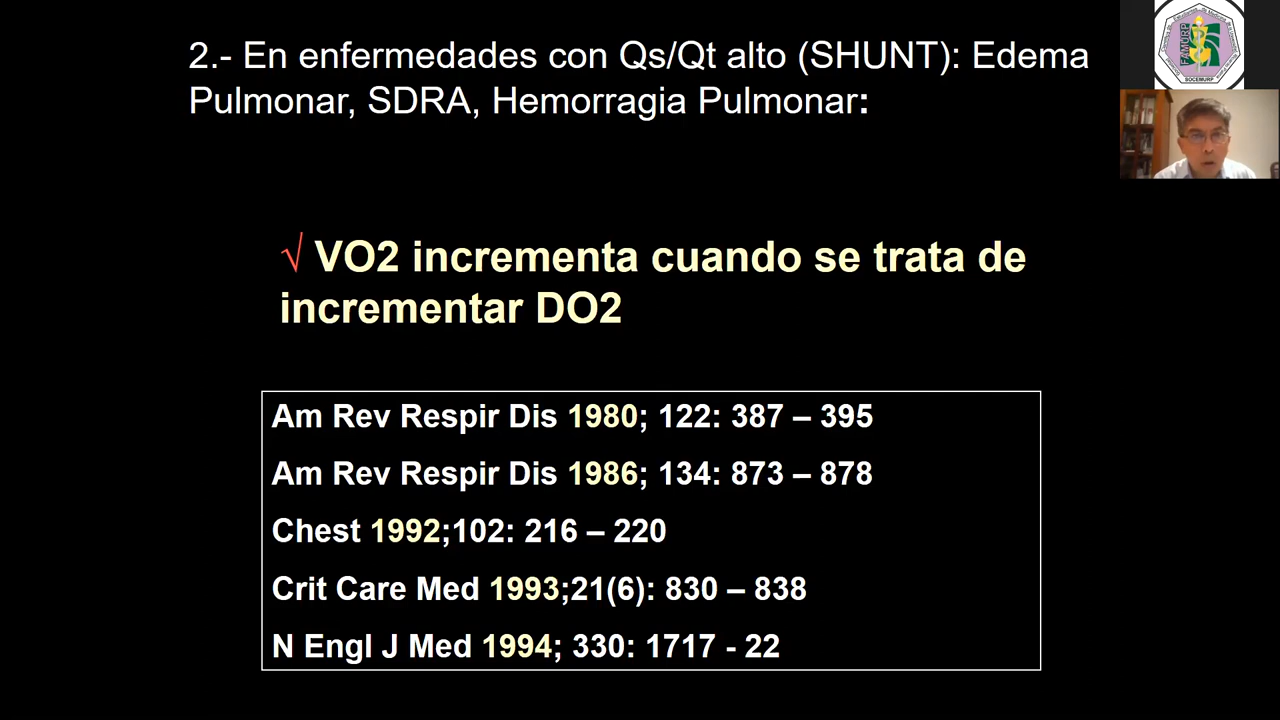 2.- En enfermedades con Qs/Qt alto (SHUNT): Edema
Pulmonar, SDRA, Hemorragia Pulmonar:
√ VO2 incrementa cuando se trata de
incrementar DO2
Am Rev Respir Dis 1980; 122: 387 – 395
Am Rev Respir Dis 1986; 134: 873 – 878
Chest 1992;102: 216 – 220
Crit Care Med 1993;21(6): 830 – 838
N Engl J Med 1994; 330: 1717 - 22
FAMURP
SOCEMURP